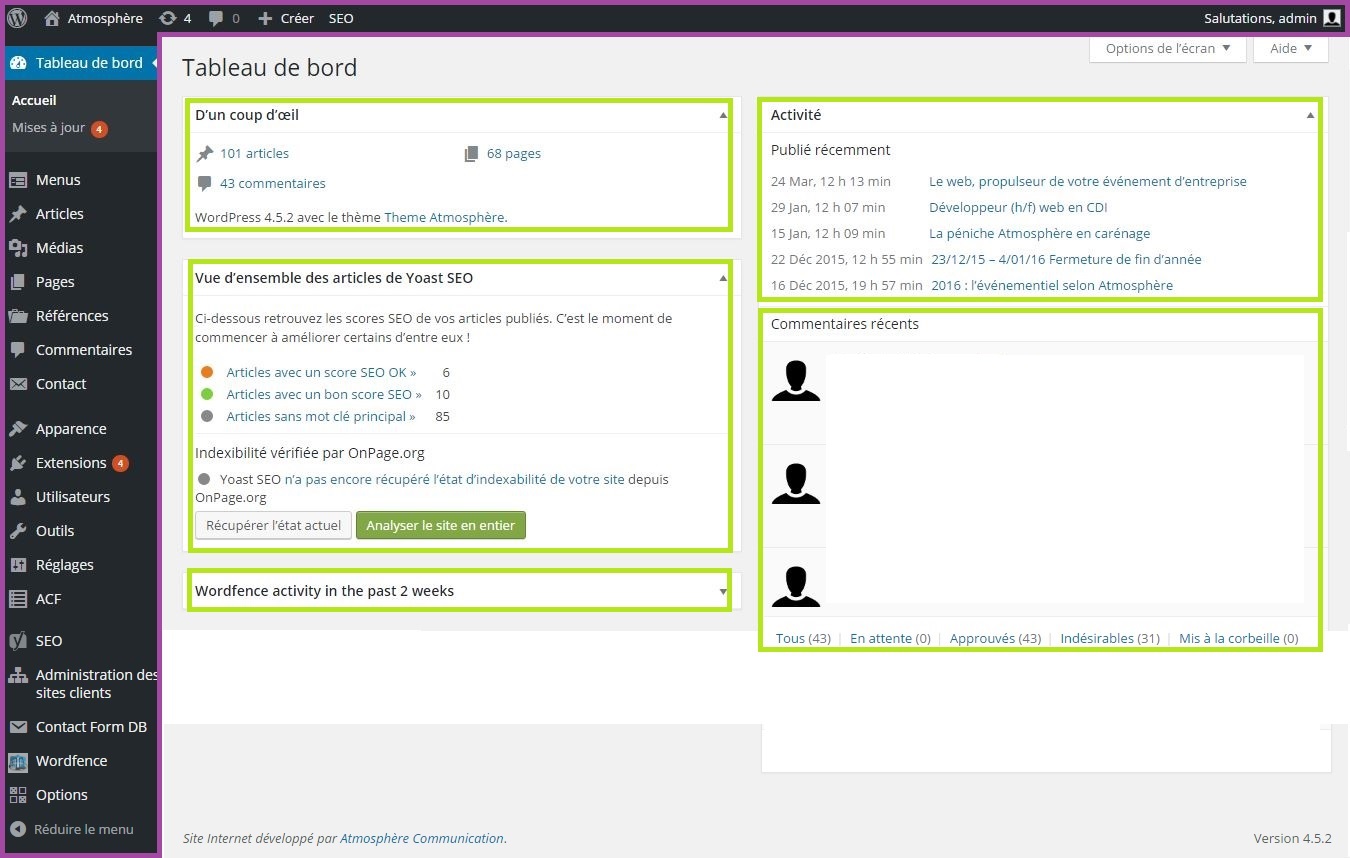 Atmosphère 4 0 Créer SEO Salutations, admin
Tableau de bord
Accueil
Mises à jour 4
Menus
Articles
Médias
Pages
Références
Commentaires
Contact
Apparence
Extensions 4
Utilisateurs
Outils
Réglages
ACF
SEO
Administration des
sites clients
Contact Form DB
Wordfence
Options
Réduire le menu
Options de l’écran Aide
Tableau de bord
D’un coup d’œil
101 articles 68 pages
43 commentaires
WordPress 4.5.2 avec le thème Theme Atmosphère.
Vue d’ensemble des articles de Yoast SEO
Ci-dessous retrouvez les scores SEO de vos articles publiés. C’est le moment de
commencer à améliorer certains d’entre eux !
Articles avec un score SEO OK » 6
Articles avec un bon score SEO » 10
Articles sans mot clé principal » 85
Indexibilité vérifiée par OnPage.org
Yoast SEO n’a pas encore récupéré l’état d’indexabilité de votre site depuis
OnPage.org
Récupérer l’état actuel Analyser le site en entier
Wordfence activity in the past 2 weeks
Activité
Publié récemment
24 Mar, 12 h 13 min Le web, propulseur de votre événement d’entreprise
29 Jan, 12 h 07 min Développeur (h/f) web en CDI
15 Jan, 12 h 09 min La péniche Atmosphère en carénage
22 Déc 2015, 12 h 55 min 23/12/15 – 4/01/16 Fermeture de fin d’année
16 Déc 2015, 19 h 57 min 2016 : l’événementiel selon Atmosphère
Commentaires récents
Tous (43) | En attente (0) | Approuvés (43) | Indésirables (31) | Mis à la corbeille (0)
Site Internet développé par Atmosphère Communication. Version 4.5.2